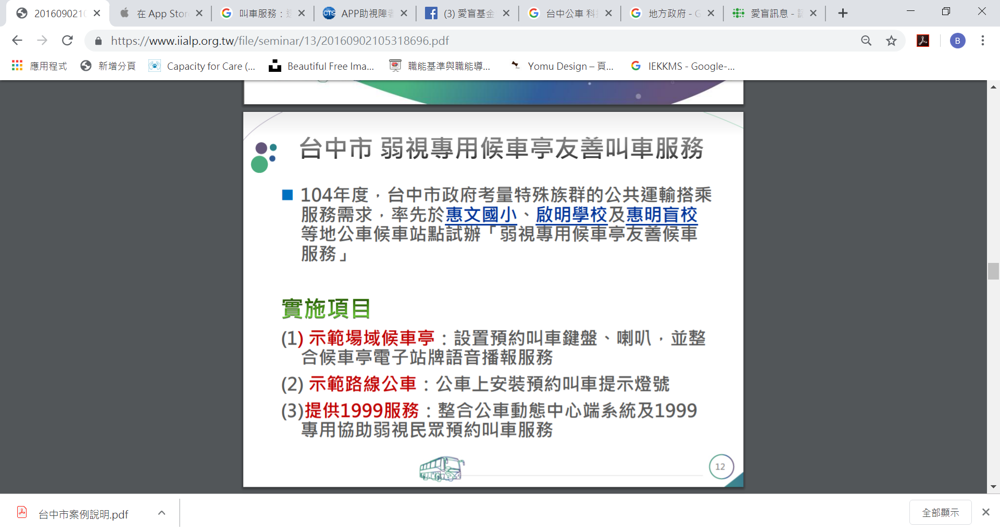 2016090210
在 App Stor
叫車服務：
CTS
APP助視障者
(3) 愛盲基金
台中公車 科
地方政府 - G
愛盲訊息 -
https://www.iialp.org.tw/file/seminar/13/20160902105318696.pdf
B
應用程式
新增分頁
Capacity for Care (...
Beautiful Free Ima...
職能基準與職能導...
Yomu Design – 頁...
IEKKMS - Google-...
台中市 弱視專用候車亭友善叫車服務
104年度，台中市政府考量特殊族群的公共運輸搭乘
服務需求，率先於惠文國小、啟明學校及惠明盲校
等地公車候車站點試辦「弱視專用候車亭友善候車
服務」
實施項目
(1) 示範場域候車亭：設置預約叫車鍵盤、喇叭，並整
合候車亭電子站牌語音播報服務
(2) 示範路線公車：公車上安裝預約叫車提示燈號
(3)提供1999服務：整合公車動態中心端系統及1999
專用協助弱視民眾預約叫車服務
12
台中市案例說明.pdf
全部顯示